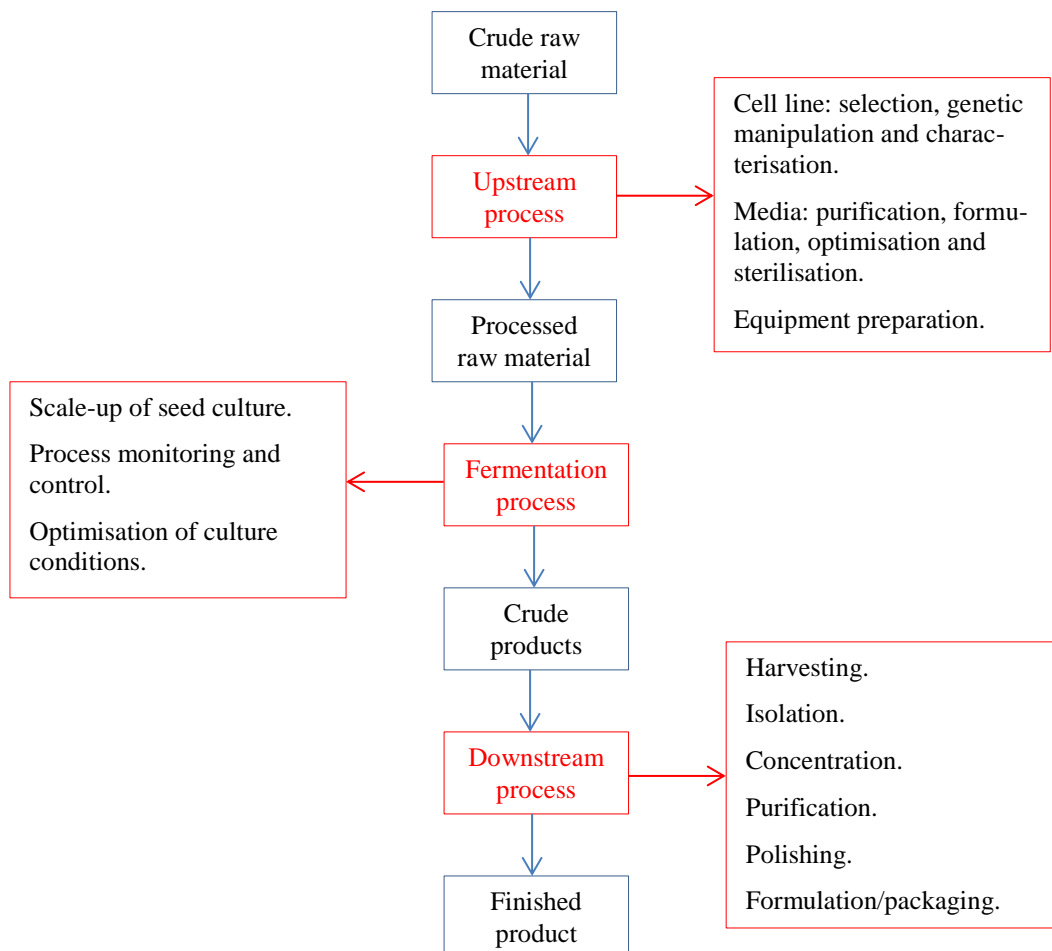 Crude raw
material
Cell line: selection, genetic
manipulation and charac-
terisation.
Media: purification, formu-
lation, optimisation and
sterilisation.
Equipment preparation.
Upstream
process
Processed
raw material
Scale-up of seed culture.
Process monitoring and
control.
Optimisation of culture
conditions.
Fermentation
process
Crude
products
Harvesting.
Isolation.
Concentration.
Purification.
Polishing.
Formulation/packaging.
Downstream
process
Finished
product